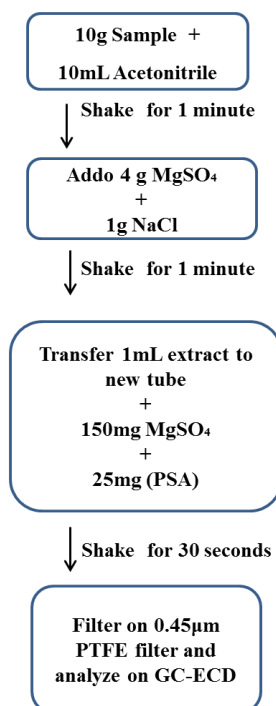 10g Sample +
10mL Acetonitrile
Shake for 1 minute
Addo 4 g MgSO₄
+
1g NaCl
Shake for 1 minute
Transfer 1mL extract to
new tube
+
150mg MgSO₄
+
25mg (PSA)
Shake for 30 seconds
Filter on 0.45µm
PTFE filter and
analyze on GC-ECD